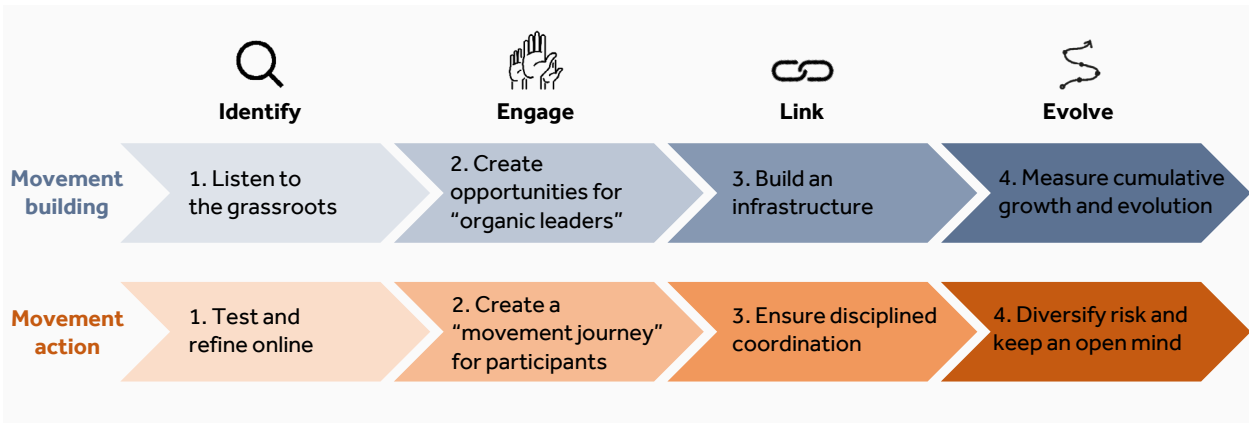 Identify
Engage
Link
Evolve
Movement
building
1. Listen to
the grassroots
2. Create
opportunities for
“organic leaders”
3. Build an
infrastructure
4. Measure cumulative
growth and evolution
Movement
action
1. Test and
refine online
2. Create a
“movement journey”
for participants
3. Ensure disciplined
coordination
4. Diversify risk and
keep an open mind